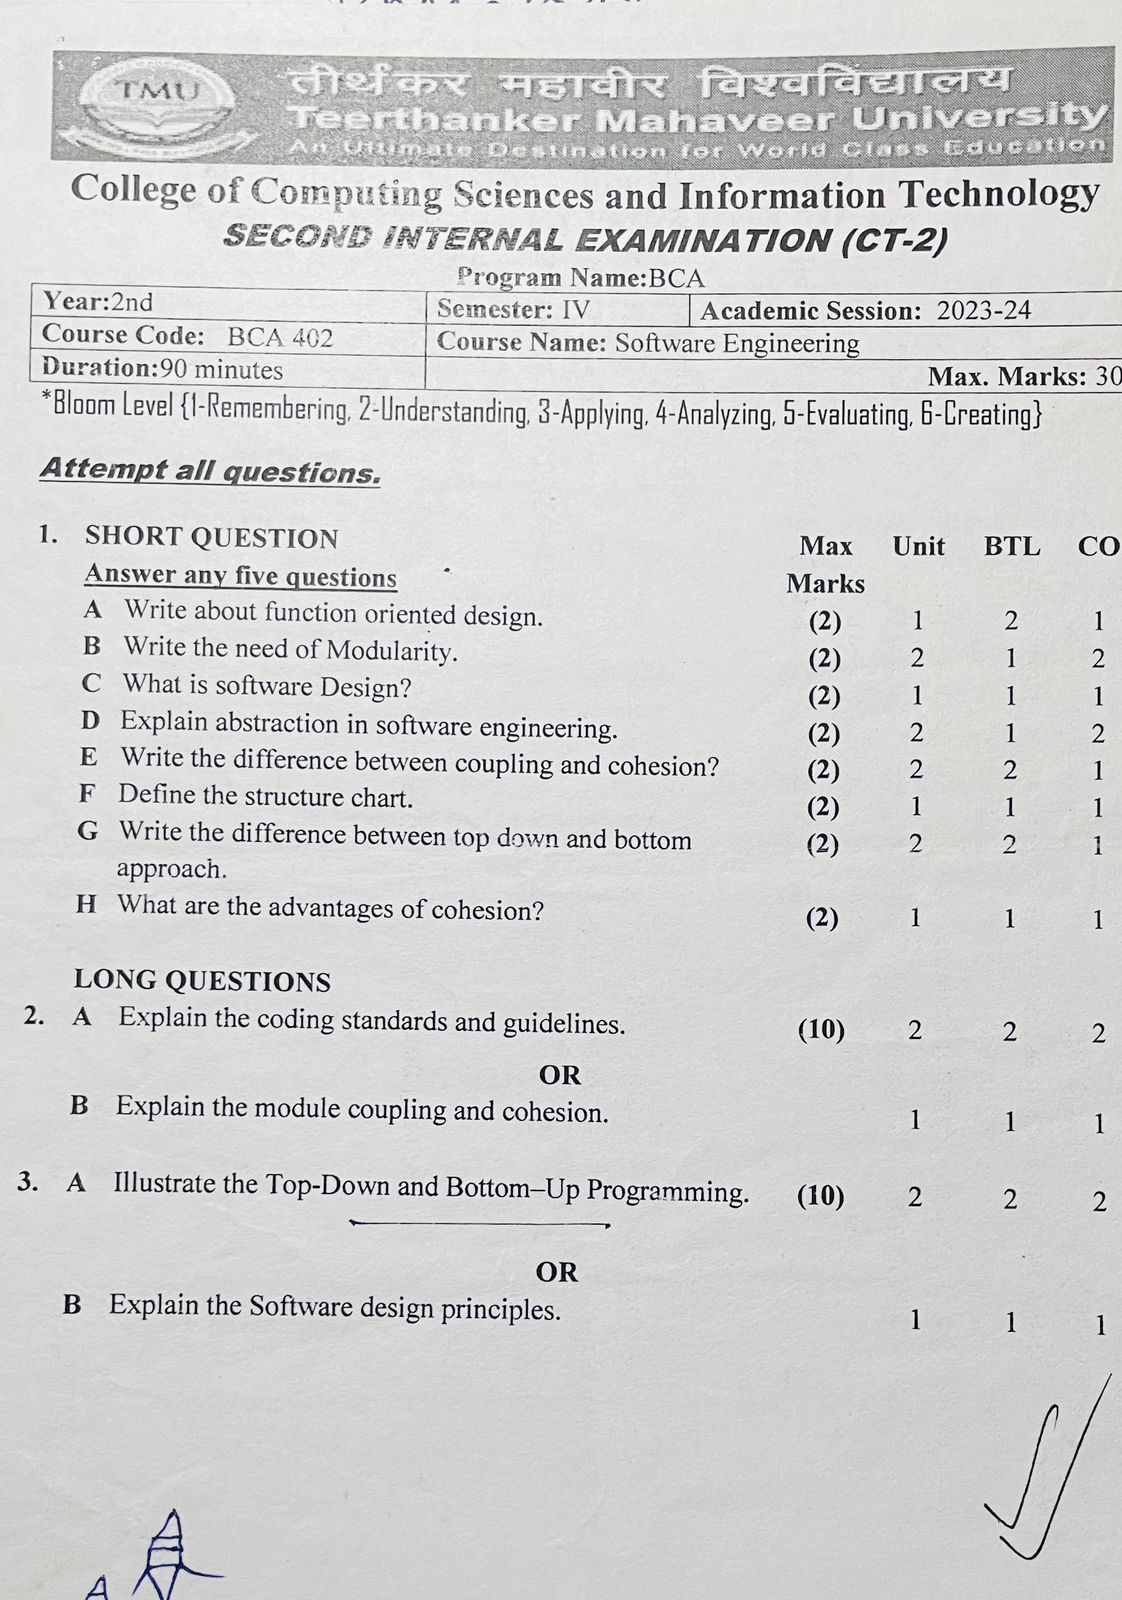 TMU
तीर्थंकर महावीर विश्वविद्यालय
Teerthanker Mahaveer University
An Ultimate Destination for World Class Education
College of Computing Sciences and Information Technology
SECOND INTERNAL EXAMINATION (CT-2)
Program Name:BCA
Year:2nd Semester: IV Academic Session: 2023-24
Course Code: BCA 402 Course Name: Software Engineering
Duration:90 minutes Max. Marks: 30
*Bloom Level {1-Remembering, 2-Understanding, 3-Applying, 4-Analyzing, 5-Evaluating, 6-Creating}
Attempt all questions.
1. SHORT QUESTION Max Unit BTL CO
Answer any five questions Marks
A Write about function oriented design. (2) 1 2 1
B Write the need of Modularity. (2) 2 1 2
C What is software Design? (2) 1 1 1
D Explain abstraction in software engineering. (2) 2 1 2
E Write the difference between coupling and cohesion? (2) 2 2 1
F Define the structure chart. (2) 1 1 1
G Write the difference between top down and bottom (2) 2 2 1
approach.
H What are the advantages of cohesion? (2) 1 1 1
LONG QUESTIONS
2. A Explain the coding standards and guidelines. (10) 2 2 2
OR
B Explain the module coupling and cohesion. 1 1 1
3. A Illustrate the Top-Down and Bottom–Up Programming. (10) 2 2 2
OR
B Explain the Software design principles. 1 1 1
A